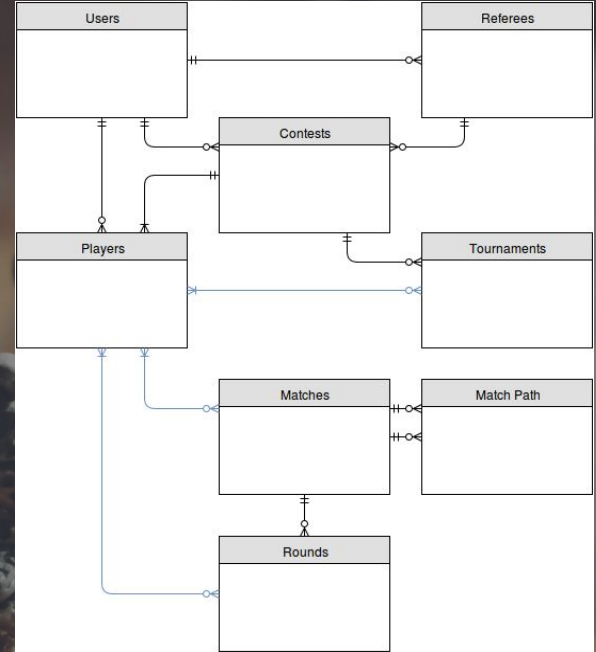 Users
Referees
Contests
Players
Tournaments
Matches
Match Path
Rounds